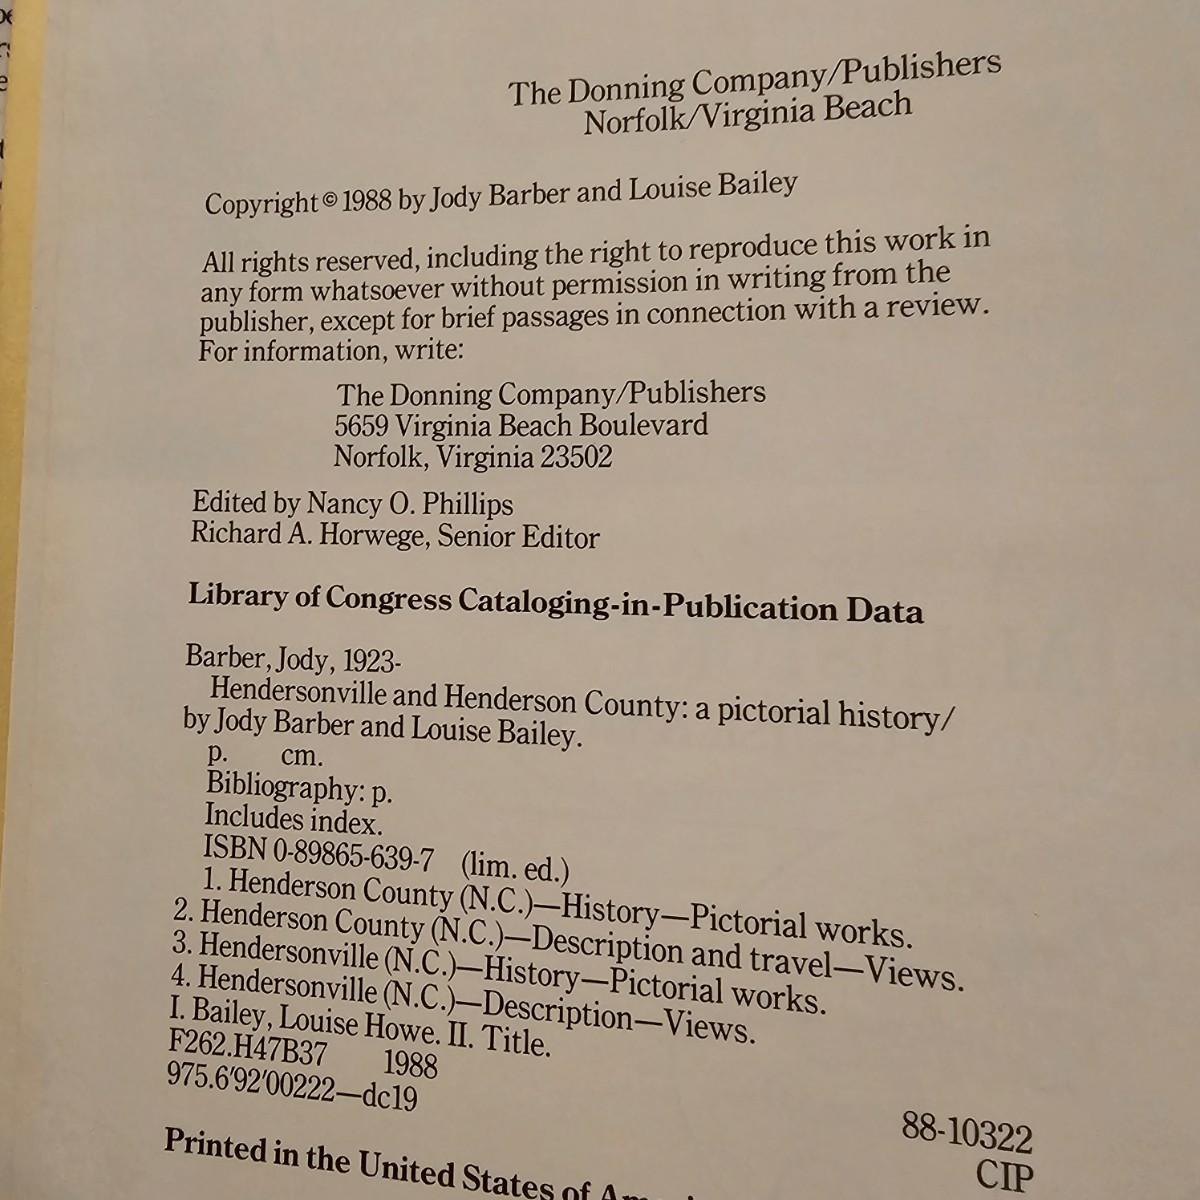 The Donning Company/Publishers
Norfolk/Virginia Beach
Copyright © 1988 by Jody Barber and Louise Bailey
All rights reserved, including the right to reproduce this work in
any form whatsoever without permission in writing from the
publisher, except for brief passages in connection with a review.
For information, write:
The Donning Company/Publishers
5659 Virginia Beach Boulevard
Norfolk, Virginia 23502
Edited by Nancy O. Phillips
Richard A. Horwege, Senior Editor
Library of Congress Cataloging-in-Publication Data
Barber, Jody, 1923-
Hendersonville and Henderson County: a pictorial history/
by Jody Barber and Louise Bailey.
p. cm.
Bibliography: p.
Includes index.
ISBN 0-89865-639-7 (lim. ed.)
1. Henderson County (N.C.)—History—Pictorial works.
2. Henderson County (N.C.)—Description and travel—Views.
3. Hendersonville (N.C.)—History—Pictorial works.
4. Hendersonville (N.C.)—Description—Views.
I. Bailey, Louise Howe. II. Title.
F262.H47B37 1988
975.6'92'00222—dc19
88-10322
CIP
Printed in the United States of